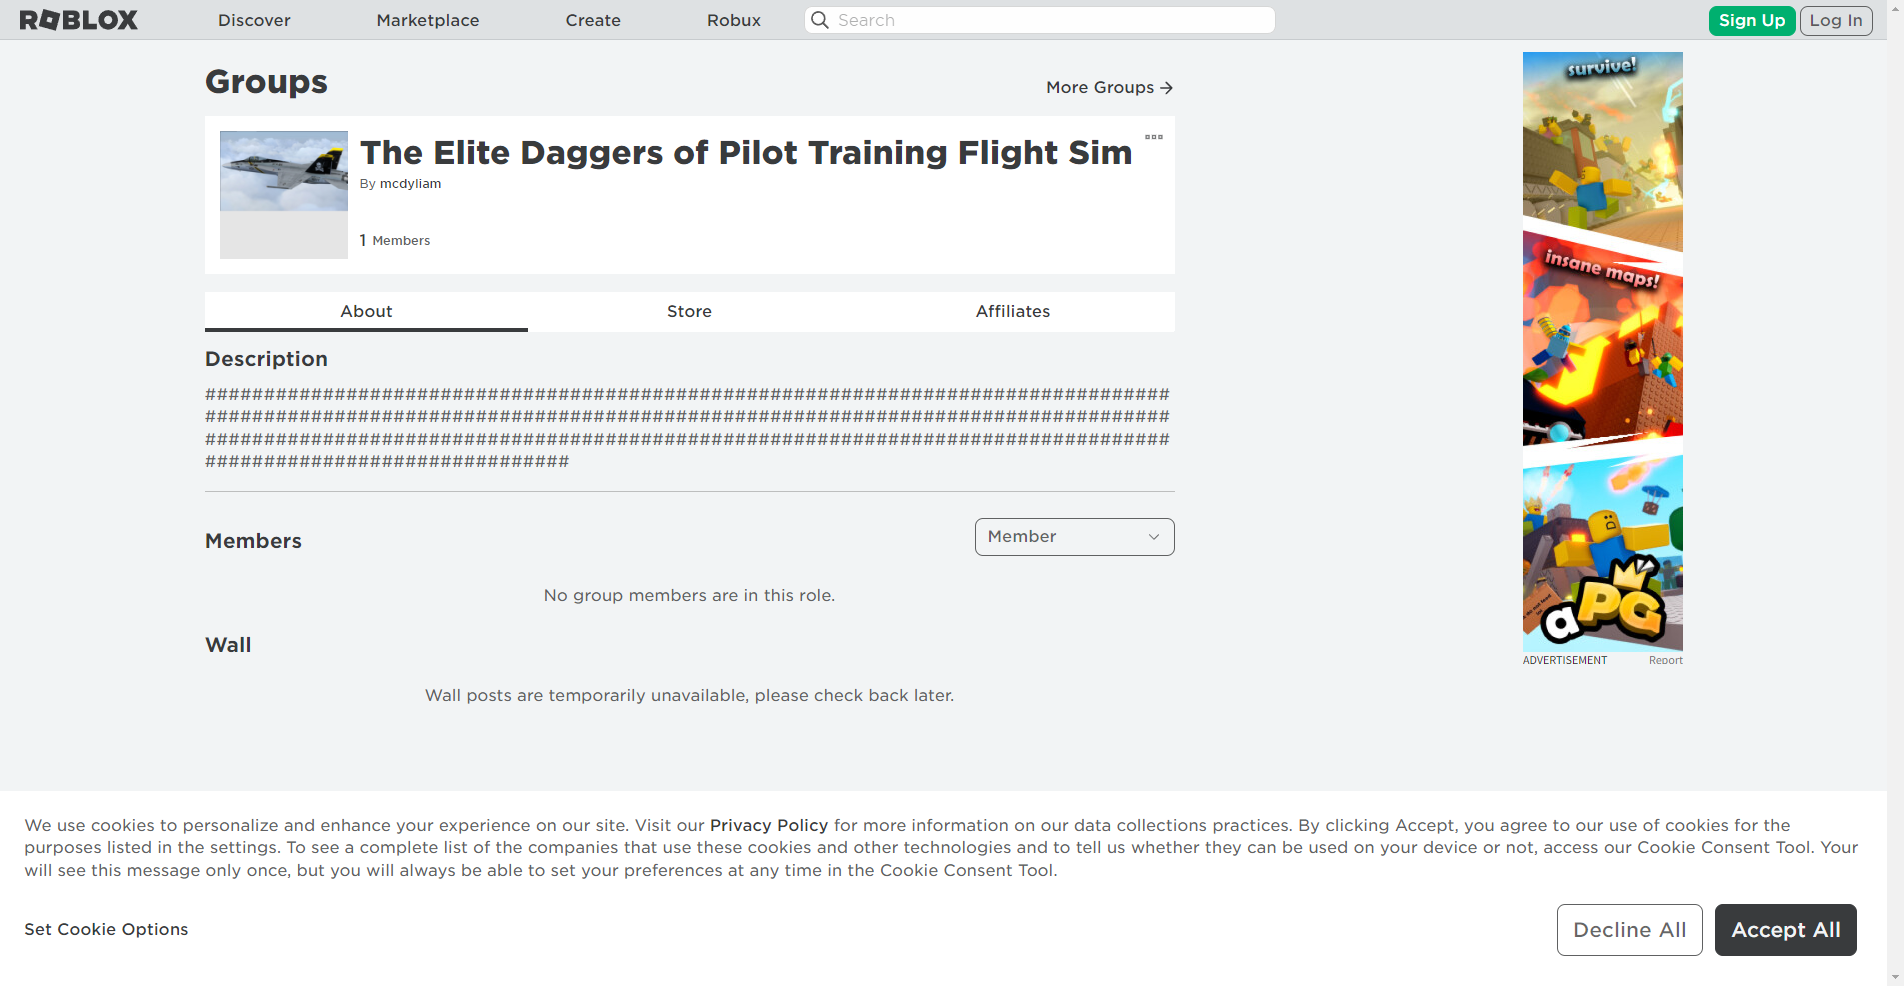 ROBLOX
Discover
Marketplace
Create
Robux
Search
Sign Up
Log In
Groups
More Groups
The Elite Daggers of Pilot Training Flight Sim
By mcdyliam
1 Members
About
Store
Affiliates
Description
##################################################################################
##################################################################################
##################################################################################
###############################
Members
Member
No group members are in this role.
Wall
Wall posts are temporarily unavailable, please check back later.
survive!
insane maps!
aPG
ADVERTISEMENT
Report
We use cookies to personalize and enhance your experience on our site. Visit our Privacy Policy for more information on our data collections practices. By clicking Accept, you agree to our use of cookies for the
purposes listed in the settings. To see a complete list of the companies that use these cookies and other technologies and to tell us whether they can be used on your device or not, access our Cookie Consent Tool. Your
will see this message only once, but you will always be able to set your preferences at any time in the Cookie Consent Tool.
Set Cookie Options
Decline All
Accept All